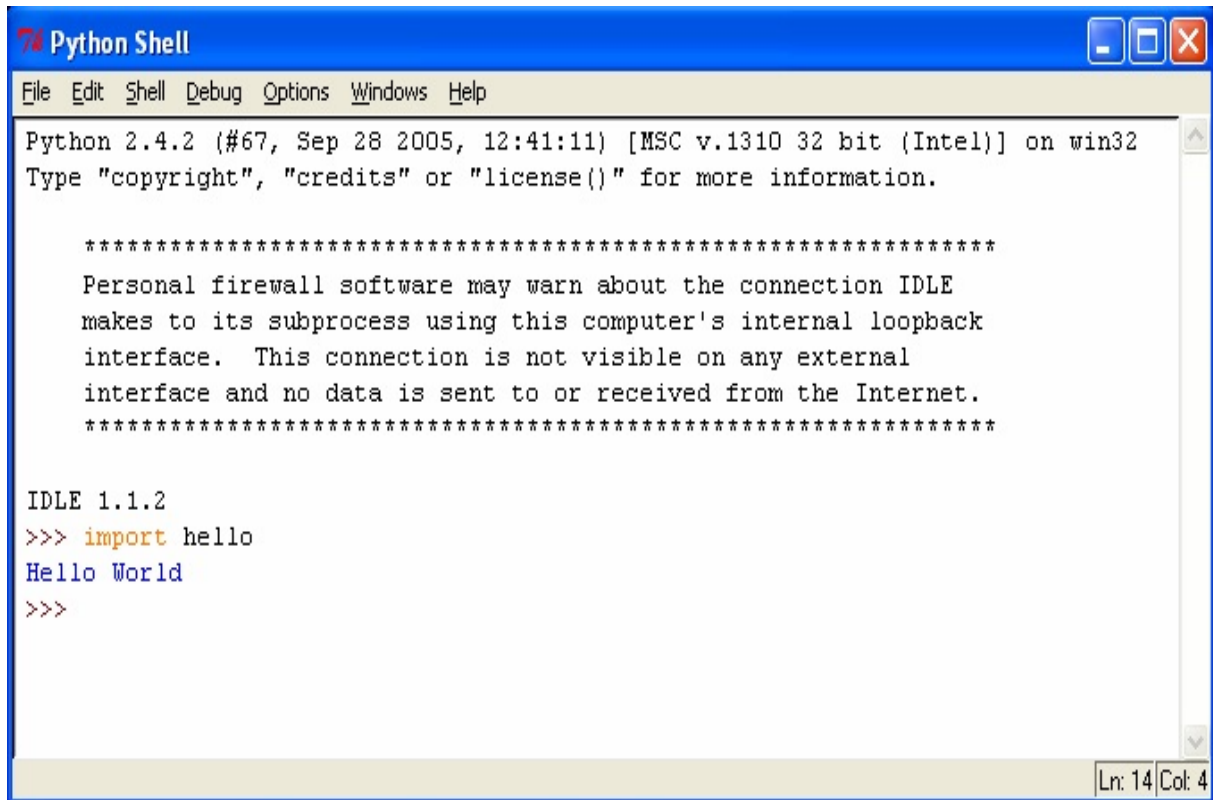 Python Shell
File Edit Shell Debug Options Windows Help
Python 2.4.2 (#67, Sep 28 2005, 12:41:11) [MSC v.1310 32 bit (Intel)] on win32
Type "copyright", "credits" or "license()" for more information.
****************************************************************
Personal firewall software may warn about the connection IDLE
makes to its subprocess using this computer's internal loopback
interface.  This connection is not visible on any external
interface and no data is sent to or received from the Internet.
****************************************************************
IDLE 1.1.2
>>> import hello
Hello World
>>>
Ln: 14 Col: 4